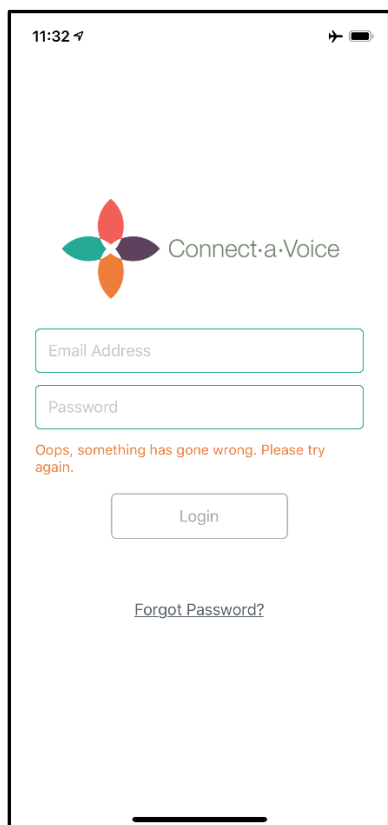 11:32
Connect·a·Voice
Email Address
Password
Oops, something has gone wrong. Please try
again.
Login
Forgot Password?